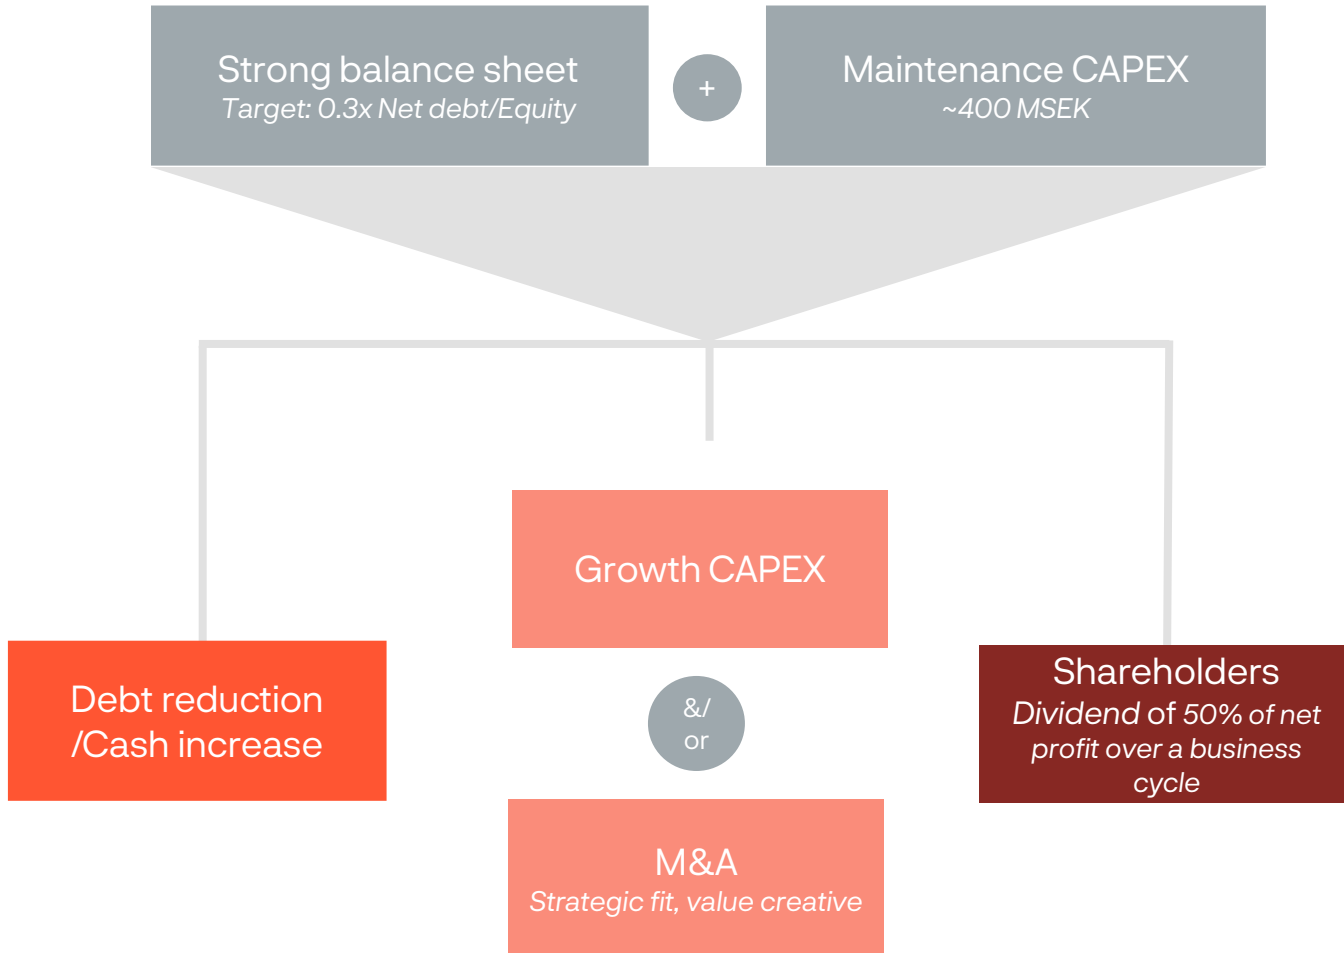 Strong balance sheet
Target: 0.3x Net debt/Equity
+
Maintenance CAPEX
~400 MSEK
Growth CAPEX
Debt reduction
/Cash increase
&/
or
Shareholders
Dividend of 50% of net
profit over a business
cycle
M&A
Strategic fit, value creative